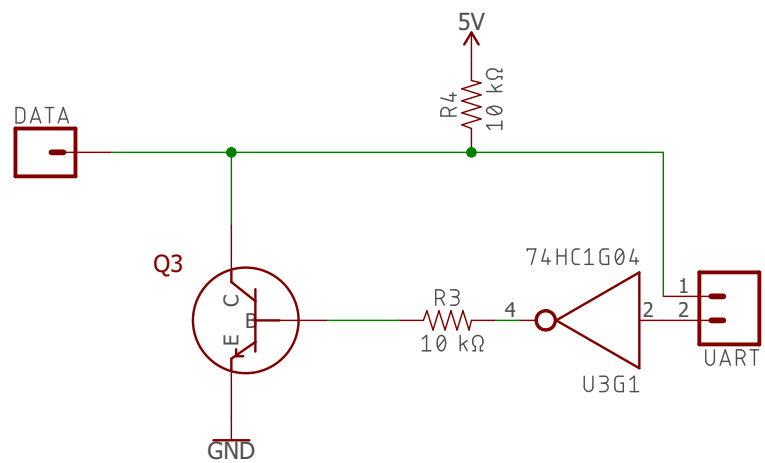 5V
R4
10 kΩ
DATA
Q3
C
B
E
R3
10 kΩ
74HC1G04
4
2
U3G1
1
2
UART
GND